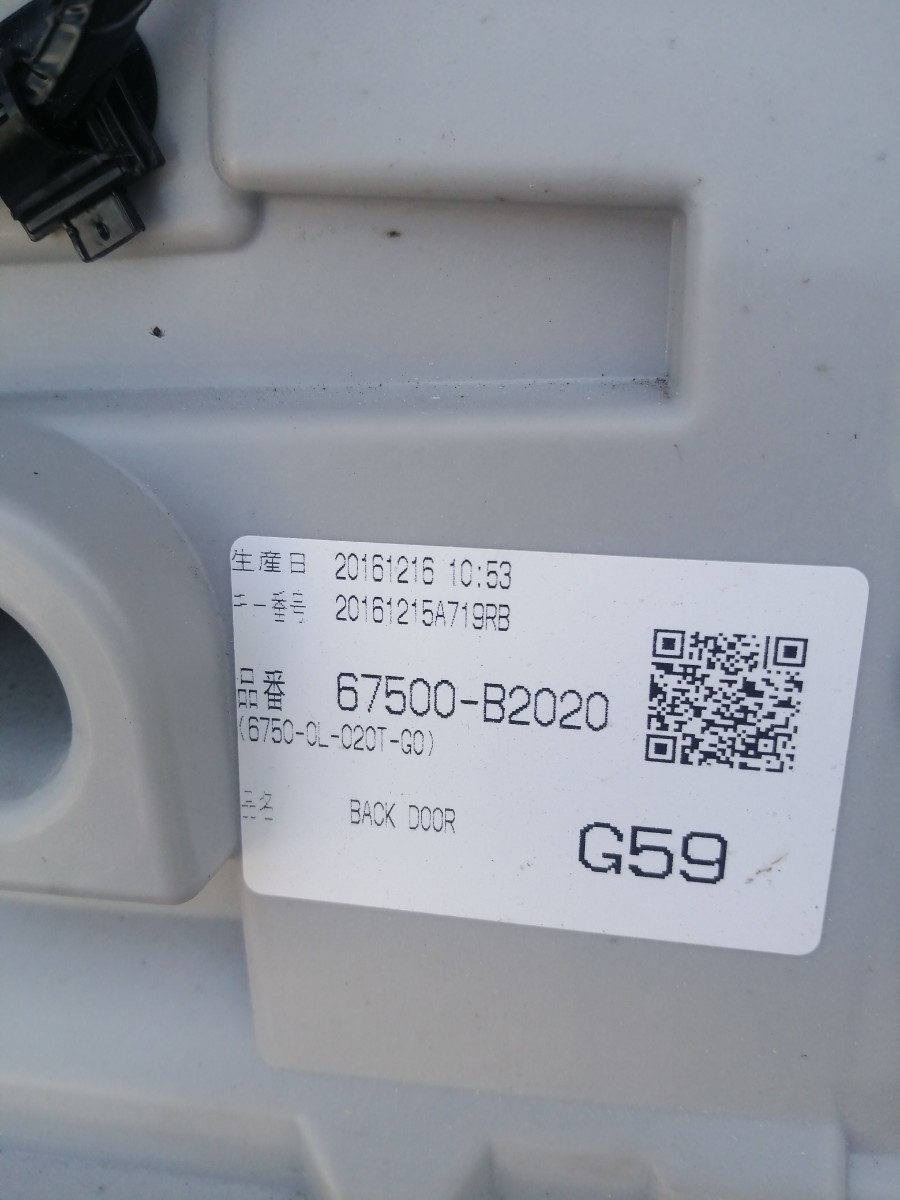 生産日 20161216 10:53
キー番号 20161215A719RB
品番 67500-B2020
(6750-0L-020T-G0)
品名 BACK DOOR
G59